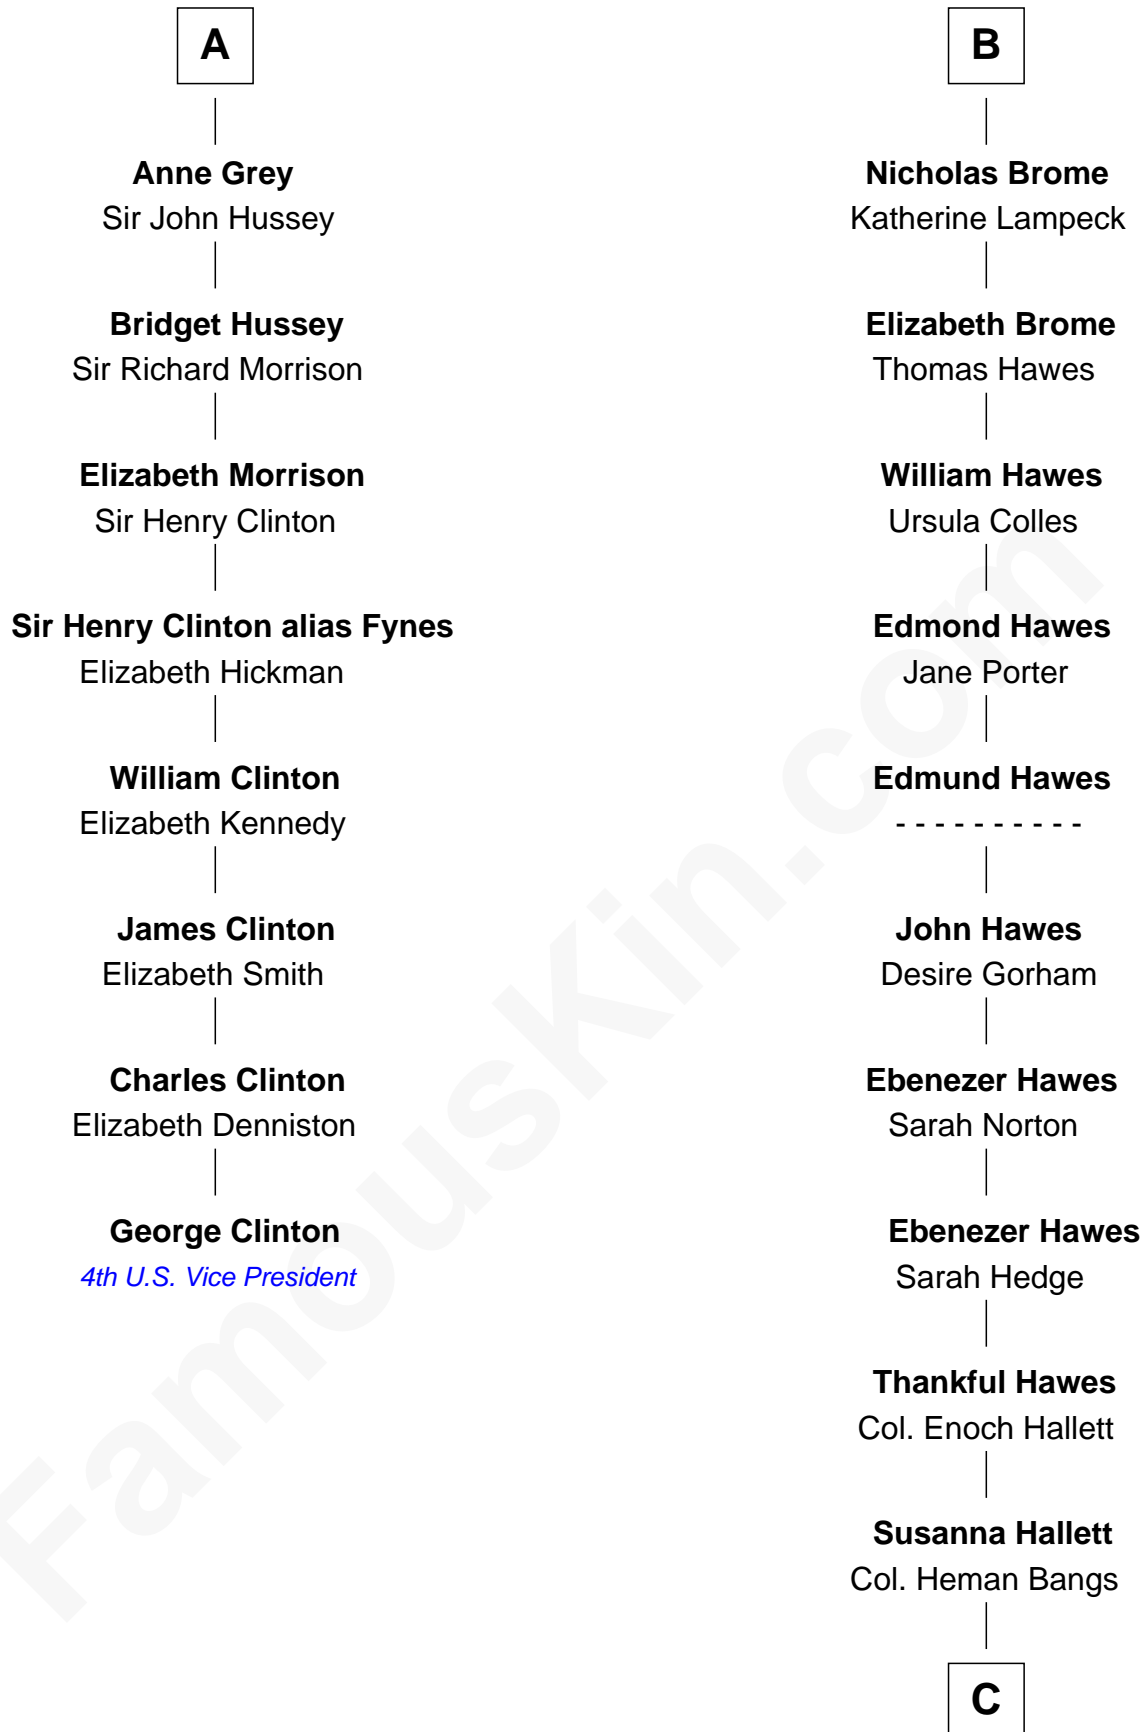 A
Anne Grey
Sir John Hussey
Bridget Hussey
Sir Richard Morrison
Elizabeth Morrison
Sir Henry Clinton
Sir Henry Clinton alias Fynes
Elizabeth Hickman
William Clinton
Elizabeth Kennedy
James Clinton
Elizabeth Smith
Charles Clinton
Elizabeth Denniston
George Clinton
4th U.S. Vice President
B
Nicholas Brome
Katherine Lampeck
Elizabeth Brome
Thomas Hawes
William Hawes
Ursula Colles
Edmond Hawes
Jane Porter
Edmund Hawes
- - - - - - - - - -
John Hawes
Desire Gorham
Ebenezer Hawes
Sarah Norton
Ebenezer Hawes
Sarah Hedge
Thankful Hawes
Col. Enoch Hallett
Susanna Hallett
Col. Heman Bangs
C
FamousKin.com